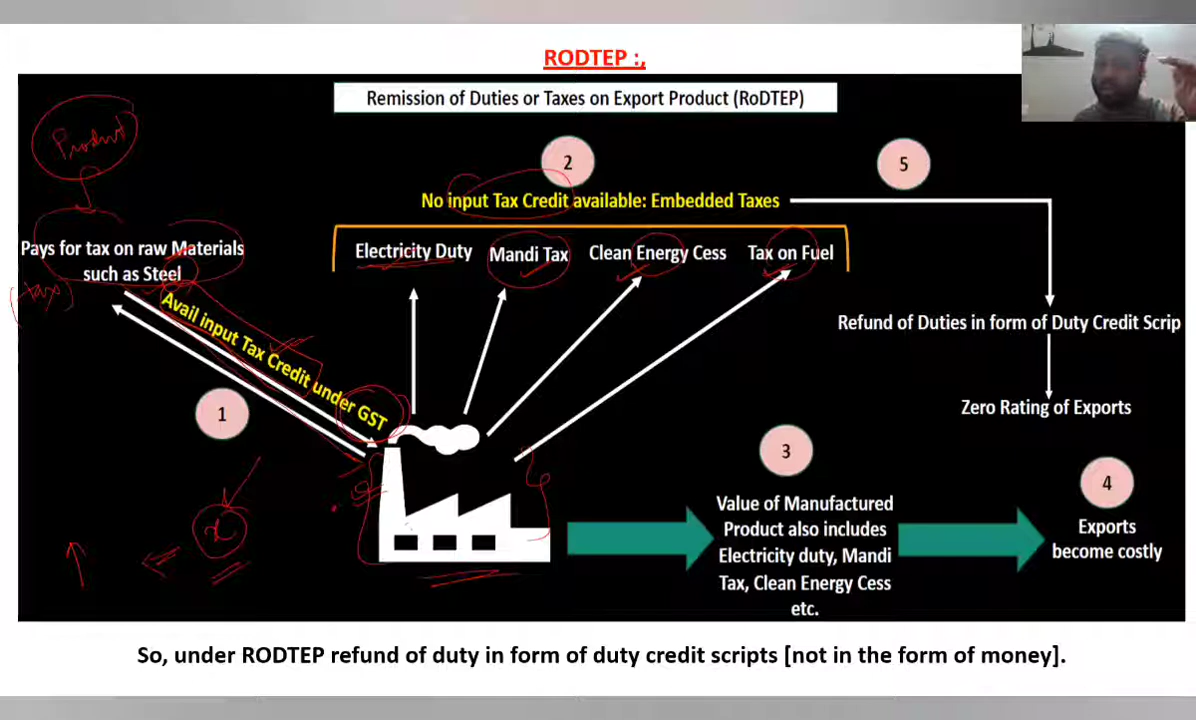 RODTEP :,
Remission of Duties or Taxes on Export Product (RoDTEP)
Product
2
5
No input Tax Credit available: Embedded Taxes
Electricity Duty
Mandi Tax
Clean Energy Cess
Tax on Fuel
Pays for tax on raw Materials
such as Steel
(tax)
Avail input Tax Credit under GST
1
Refund of Duties in form of Duty Credit Scrip
Zero Rating of Exports
3
Value of Manufactured
Product also includes
Electricity duty, Mandi
Tax, Clean Energy Cess
etc.
4
Exports
become costly
x
So, under RODTEP refund of duty in form of duty credit scripts [not in the form of money].